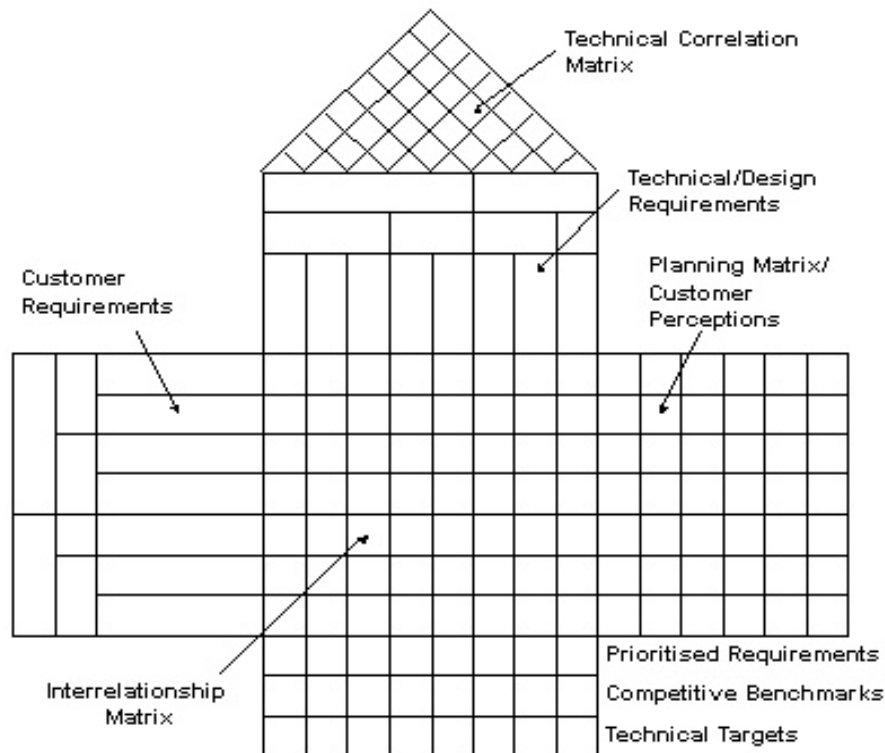 Technical Correlation
Matrix
Technical/Design
Requirements
Customer
Requirements
Planning Matrix/
Customer
Perceptions
Interrelationship
Matrix
Prioritised Requirements
Competitive Benchmarks
Technical Targets